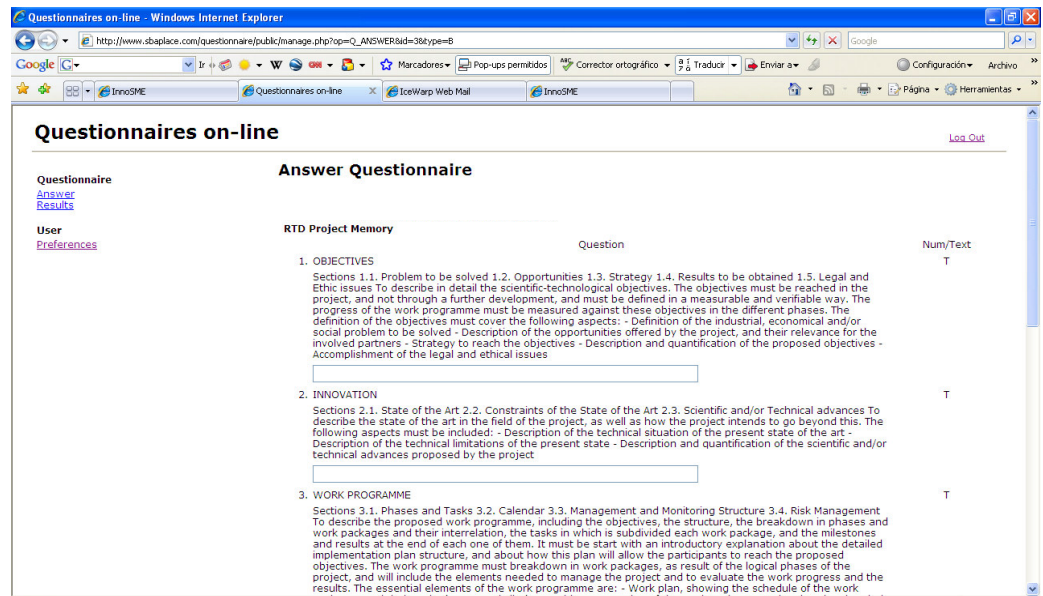 Questionnaires on-line - Windows Internet Explorer
http://www.sbaplace.com/questionnaire/public/manage.php?op=Q_ANSWER&id=38&type=B
Google
Google G Ir W Marcadores Pop-ups permitidos Corrector ortográfico Traducir Enviar a Configuración Archivo »
InnoSME Questionnaires on-line X IceWarp Web Mail InnoSME Página Herramientas »
Questionnaires on-line
Log Out
Answer Questionnaire
Questionnaire
Answer
Results
User
Preferences
RTD Project Memory
Question Num/Text
1. OBJECTIVES T
Sections 1.1. Problem to be solved 1.2. Opportunities 1.3. Strategy 1.4. Results to be obtained 1.5. Legal and
Ethic issues To describe in detail the scientific-technological objectives. The objectives must be reached in the
project, and not through a further development, and must be defined in a measurable and verifiable way. The
progress of the work programme must be measured against these objectives in the different phases. The
definition of the objectives must cover the following aspects: - Definition of the industrial, economical and/or
social problem to be solved - Description of the opportunities offered by the project, and their relevance for the
involved partners - Strategy to reach the objectives - Description and quantification of the proposed objectives -
Accomplishment of the legal and ethical issues
2. INNOVATION T
Sections 2.1. State of the Art 2.2. Constraints of the State of the Art 2.3. Scientific and/or Technical advances To
describe the state of the art in the field of the project, as well as how the project intends to go beyond this. The
following aspects must be included: - Description of the technical situation of the present state of the art -
Description of the technical limitations of the present state - Description and quantification of the scientific and/or
technical advances proposed by the project
3. WORK PROGRAMME T
Sections 3.1. Phases and Tasks 3.2. Calendar 3.3. Management and Monitoring Structure 3.4. Risk Management
To describe the proposed work programme, including the objectives, the structure, the breakdown in phases and
work packages and their interrelation, the tasks in which is subdivided each work package, and the milestones
and results at the end of each one of them. It must be start with an introductory explanation about the detailed
implementation plan structure, and about how this plan will allow the participants to reach the proposed
objectives. The work programme must breakdown in work packages, as result of the logical phases of the
project, and will include the elements needed to manage the project and to evaluate the work progress and the
results. The essential elements of the work programme are: - Work plan, showing the schedule of the work